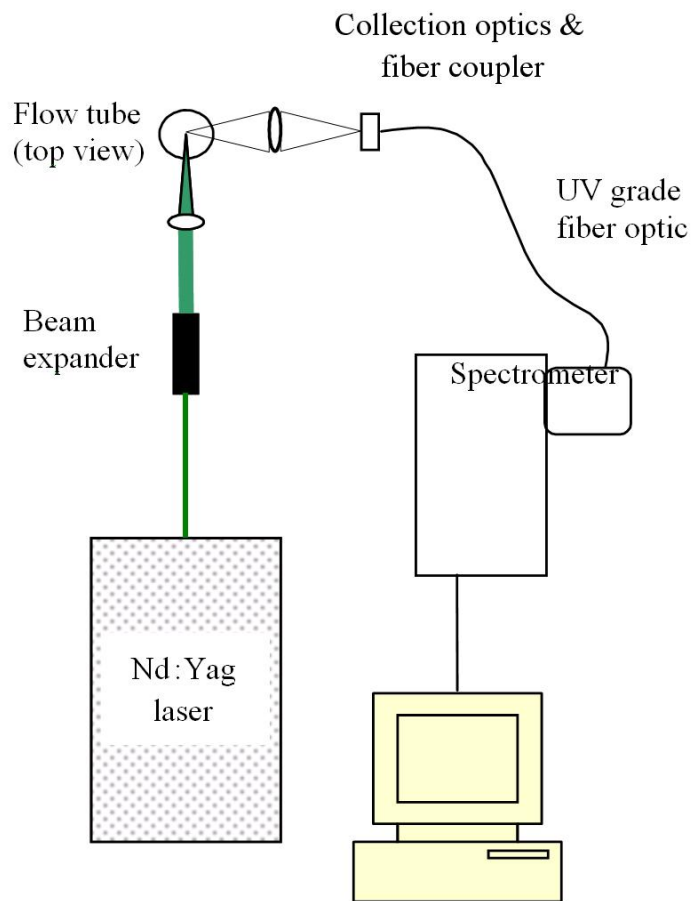 Collection optics &
fiber coupler
Flow tube
(top view)
UV grade
fiber optic
Beam
expander
Spectrometer
Nd:Yag
laser